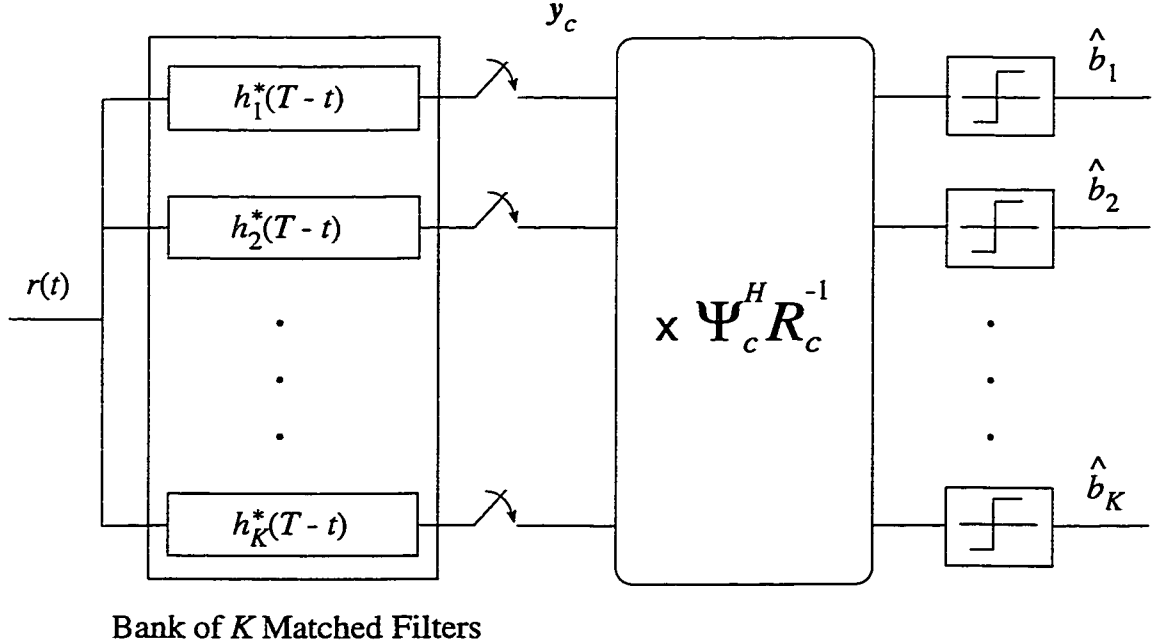 y_c
h_1^*(T - t)
b̂_1
h_2^*(T - t)
b̂_2
r(t)
x Ψ_c^H R_c^{-1}
h_K^*(T - t)
b̂_K
Bank of K Matched Filters